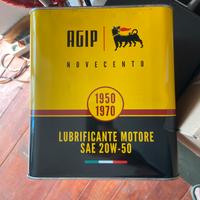 AGIP
NOVECENTO
1950
1970
LUBRIFICANTE MOTORE
SAE 20W-50